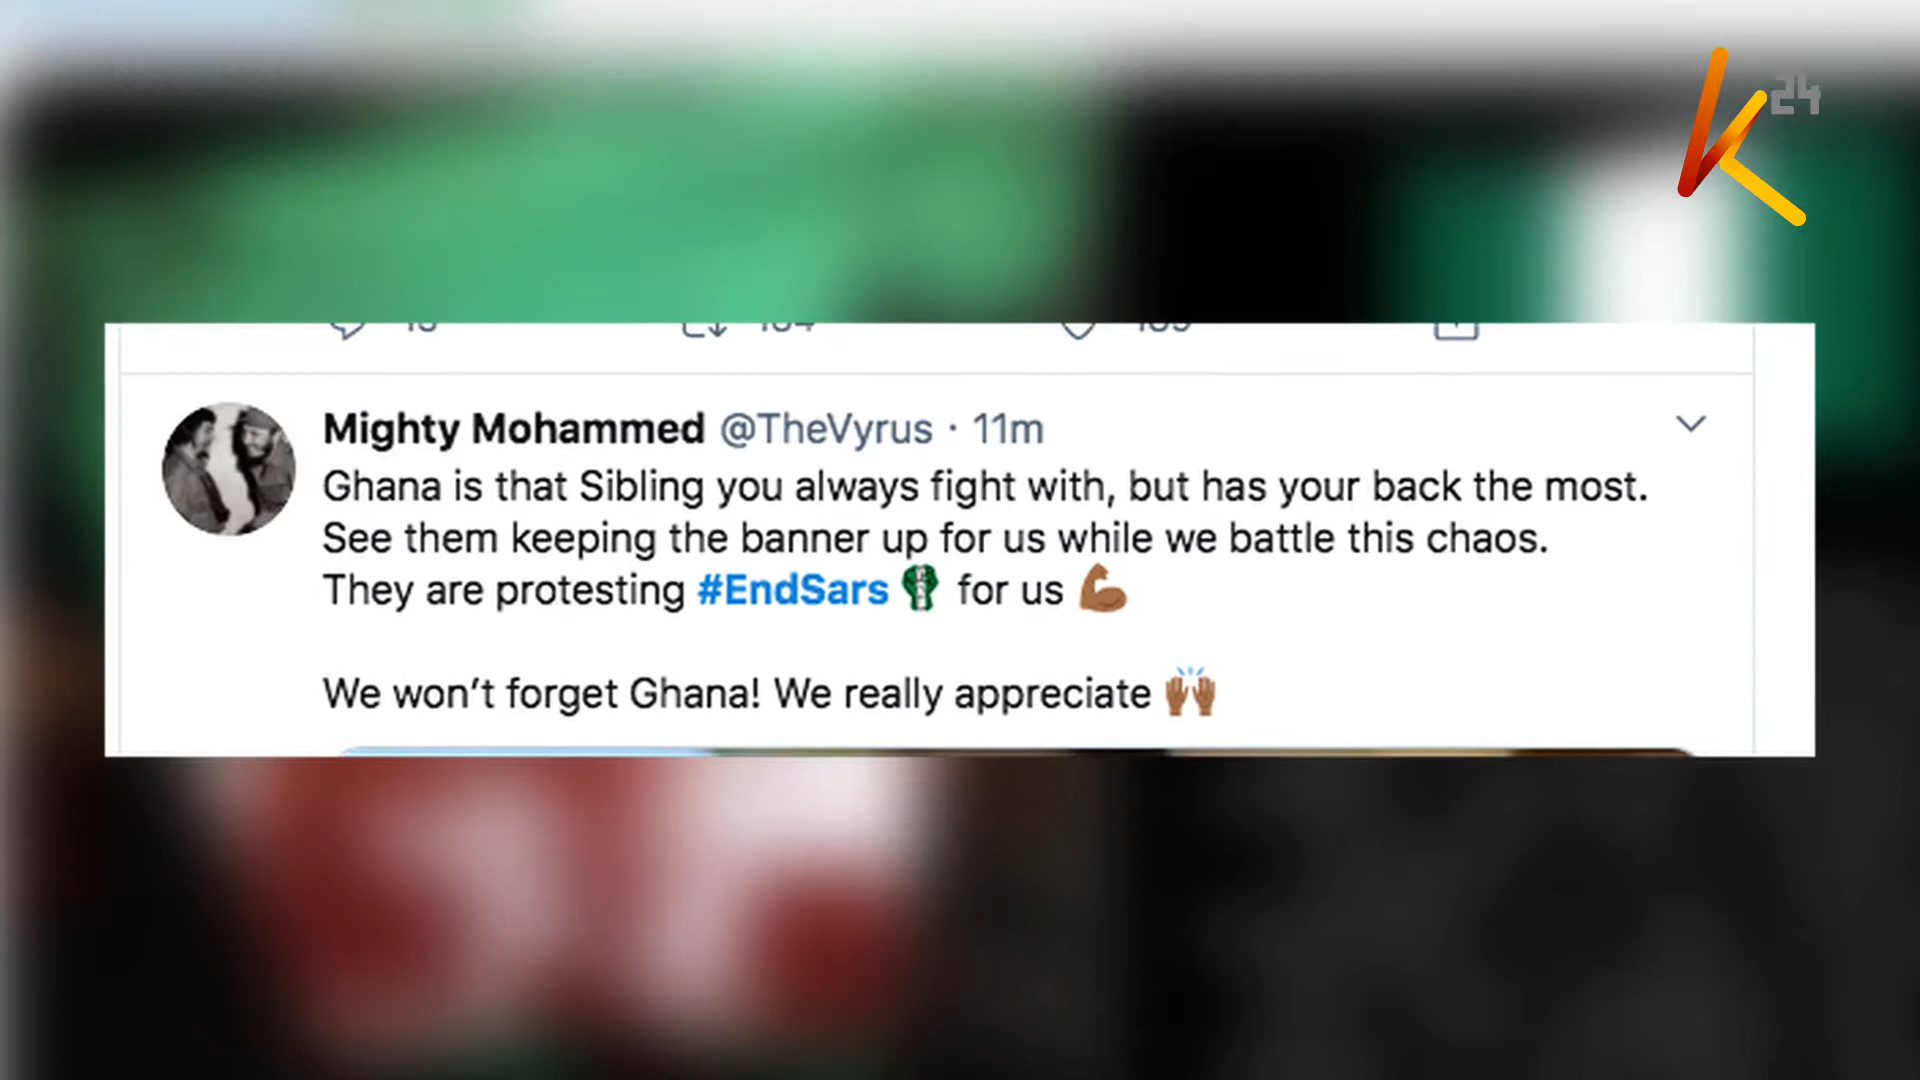 K24
Mighty Mohammed @TheVyrus · 11m
Ghana is that Sibling you always fight with, but has your back the most.
See them keeping the banner up for us while we battle this chaos.
They are protesting #EndSars for us
We won't forget Ghana! We really appreciate